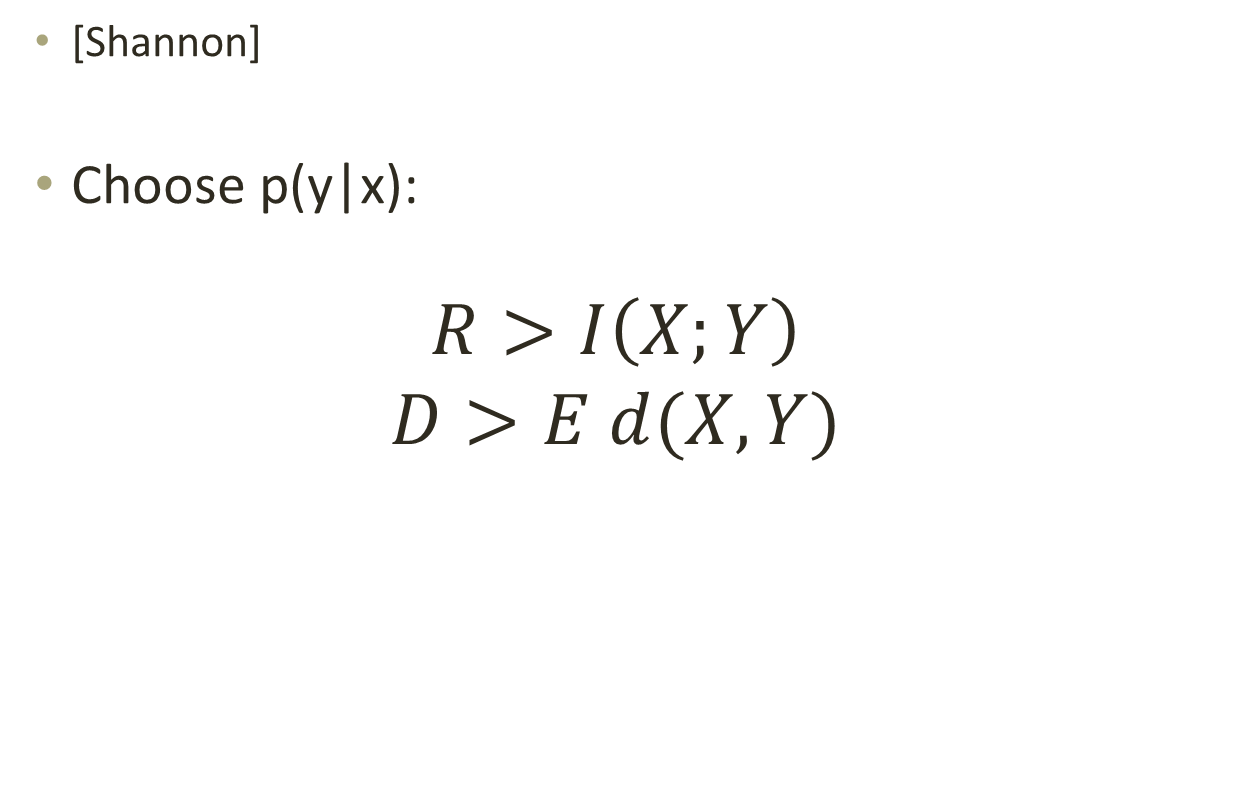 • [Shannon]
• Choose p(y|x):
R > I(X;Y)
D > E d(X,Y)